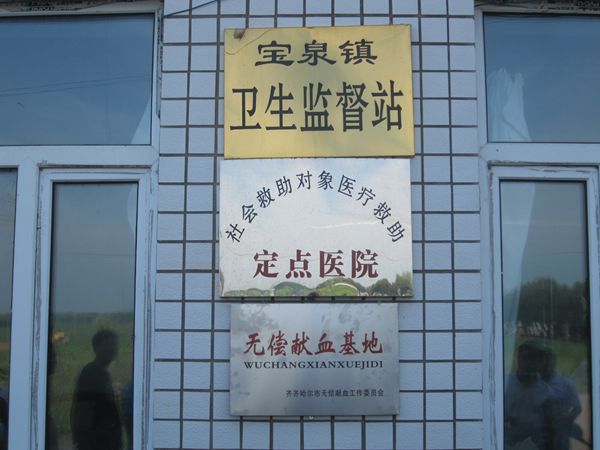 宝泉镇
卫生监督站
社会救助对象医疗救助
定点医院
无偿献血基地
WUCHANGXIANXUEJIDI
齐齐哈尔市无偿献血工作委员会